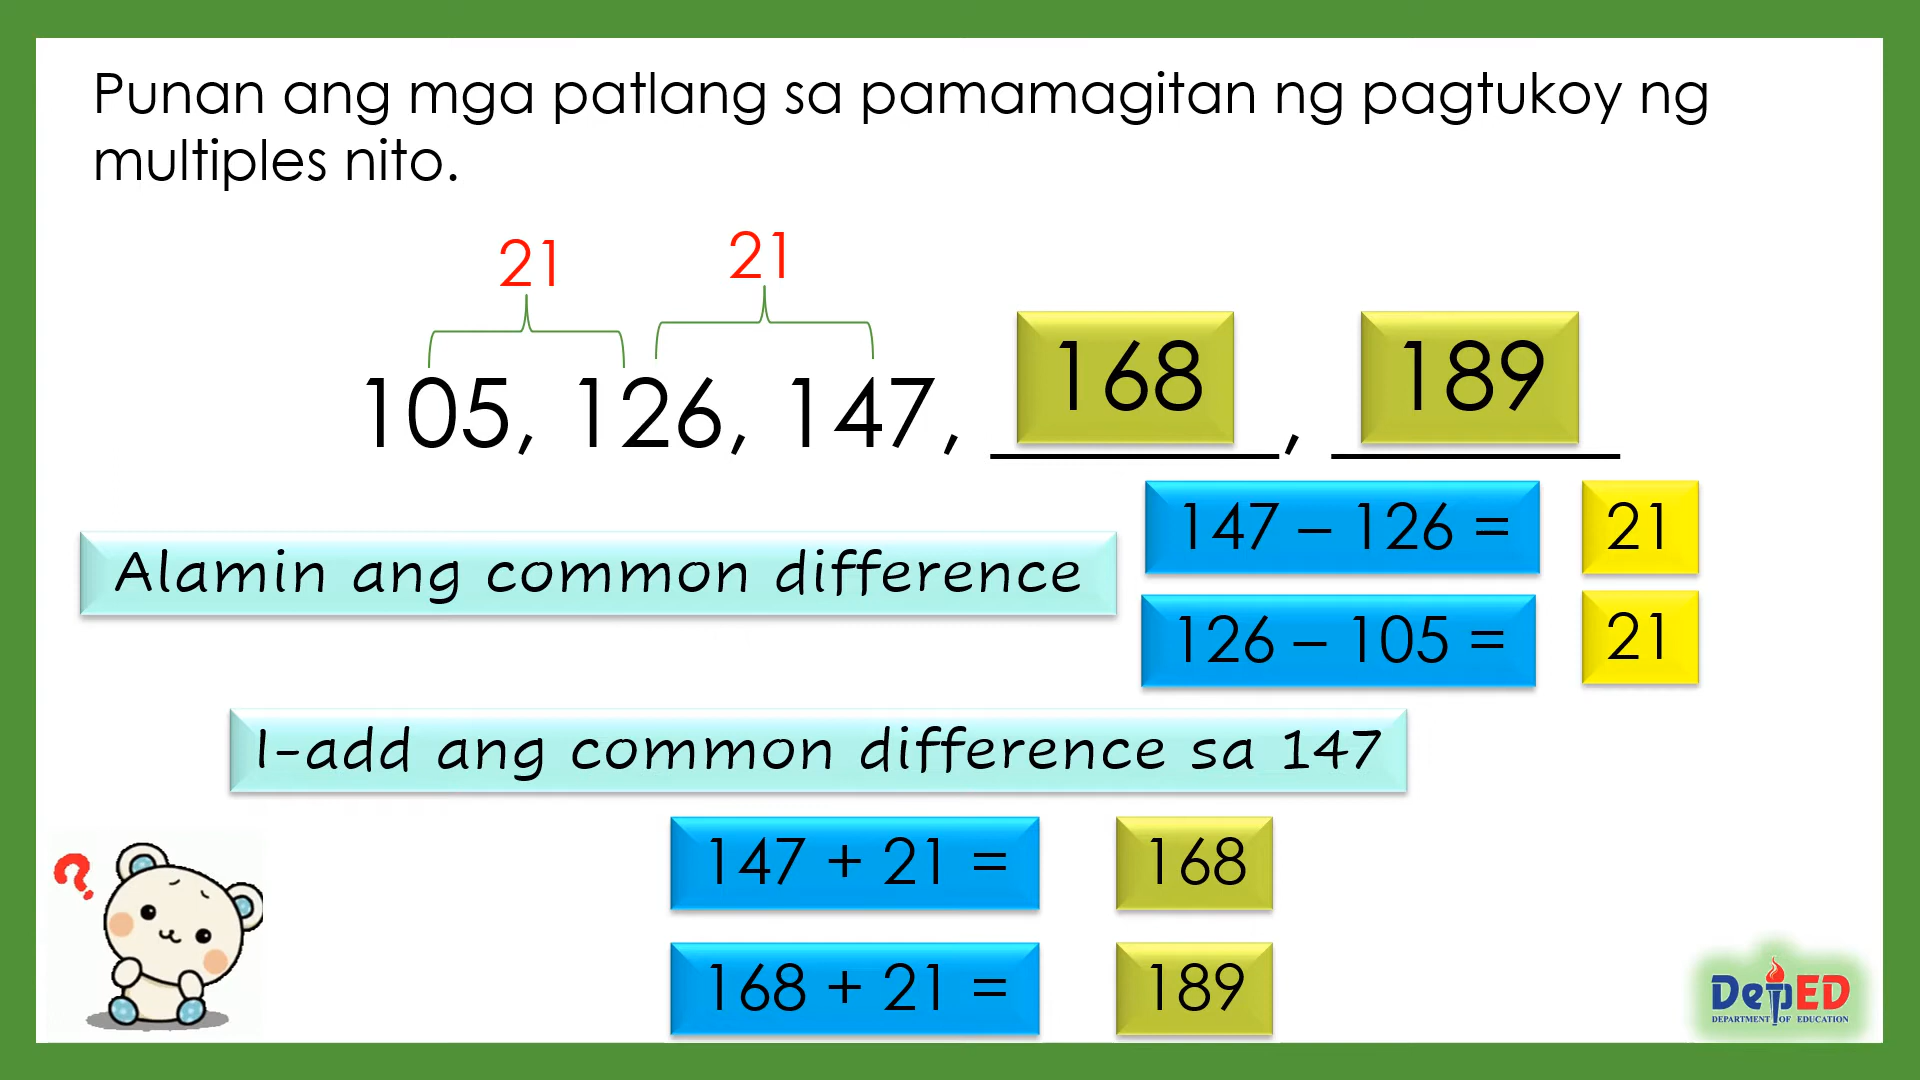 Punan ang mga patlang sa pamamagitan ng pagtukoy ng
multiples nito.
21 21
105, 126, 147, 168, 189
147 – 126 = 21
Alamin ang common difference
126 – 105 = 21
I-add ang common difference sa 147
147 + 21 = 168
?
168 + 21 = 189
DepED
DEPARTMENT OF EDUCATION